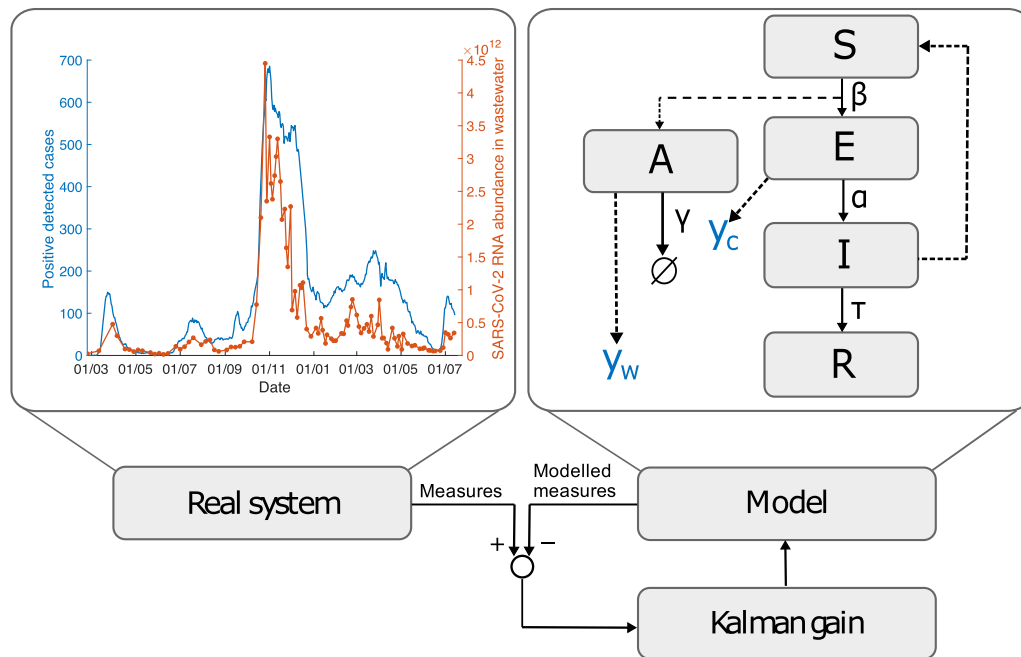 ×10¹²
700
600
500
400
300
200
100
0
Positive detected cases
4.5
4
3.5
3
2.5
2
1.5
1
0.5
0
SARS-CoV-2 RNA abundance in wastewater
01/03 01/05 01/07 01/09 01/11 01/01 01/03 01/05 01/07
Date
S
β
A
E
γ
α
y_c
∅
I
y_w
τ
R
Real system
Measures
Modelled
measures
Model
+ −
Kalman gain